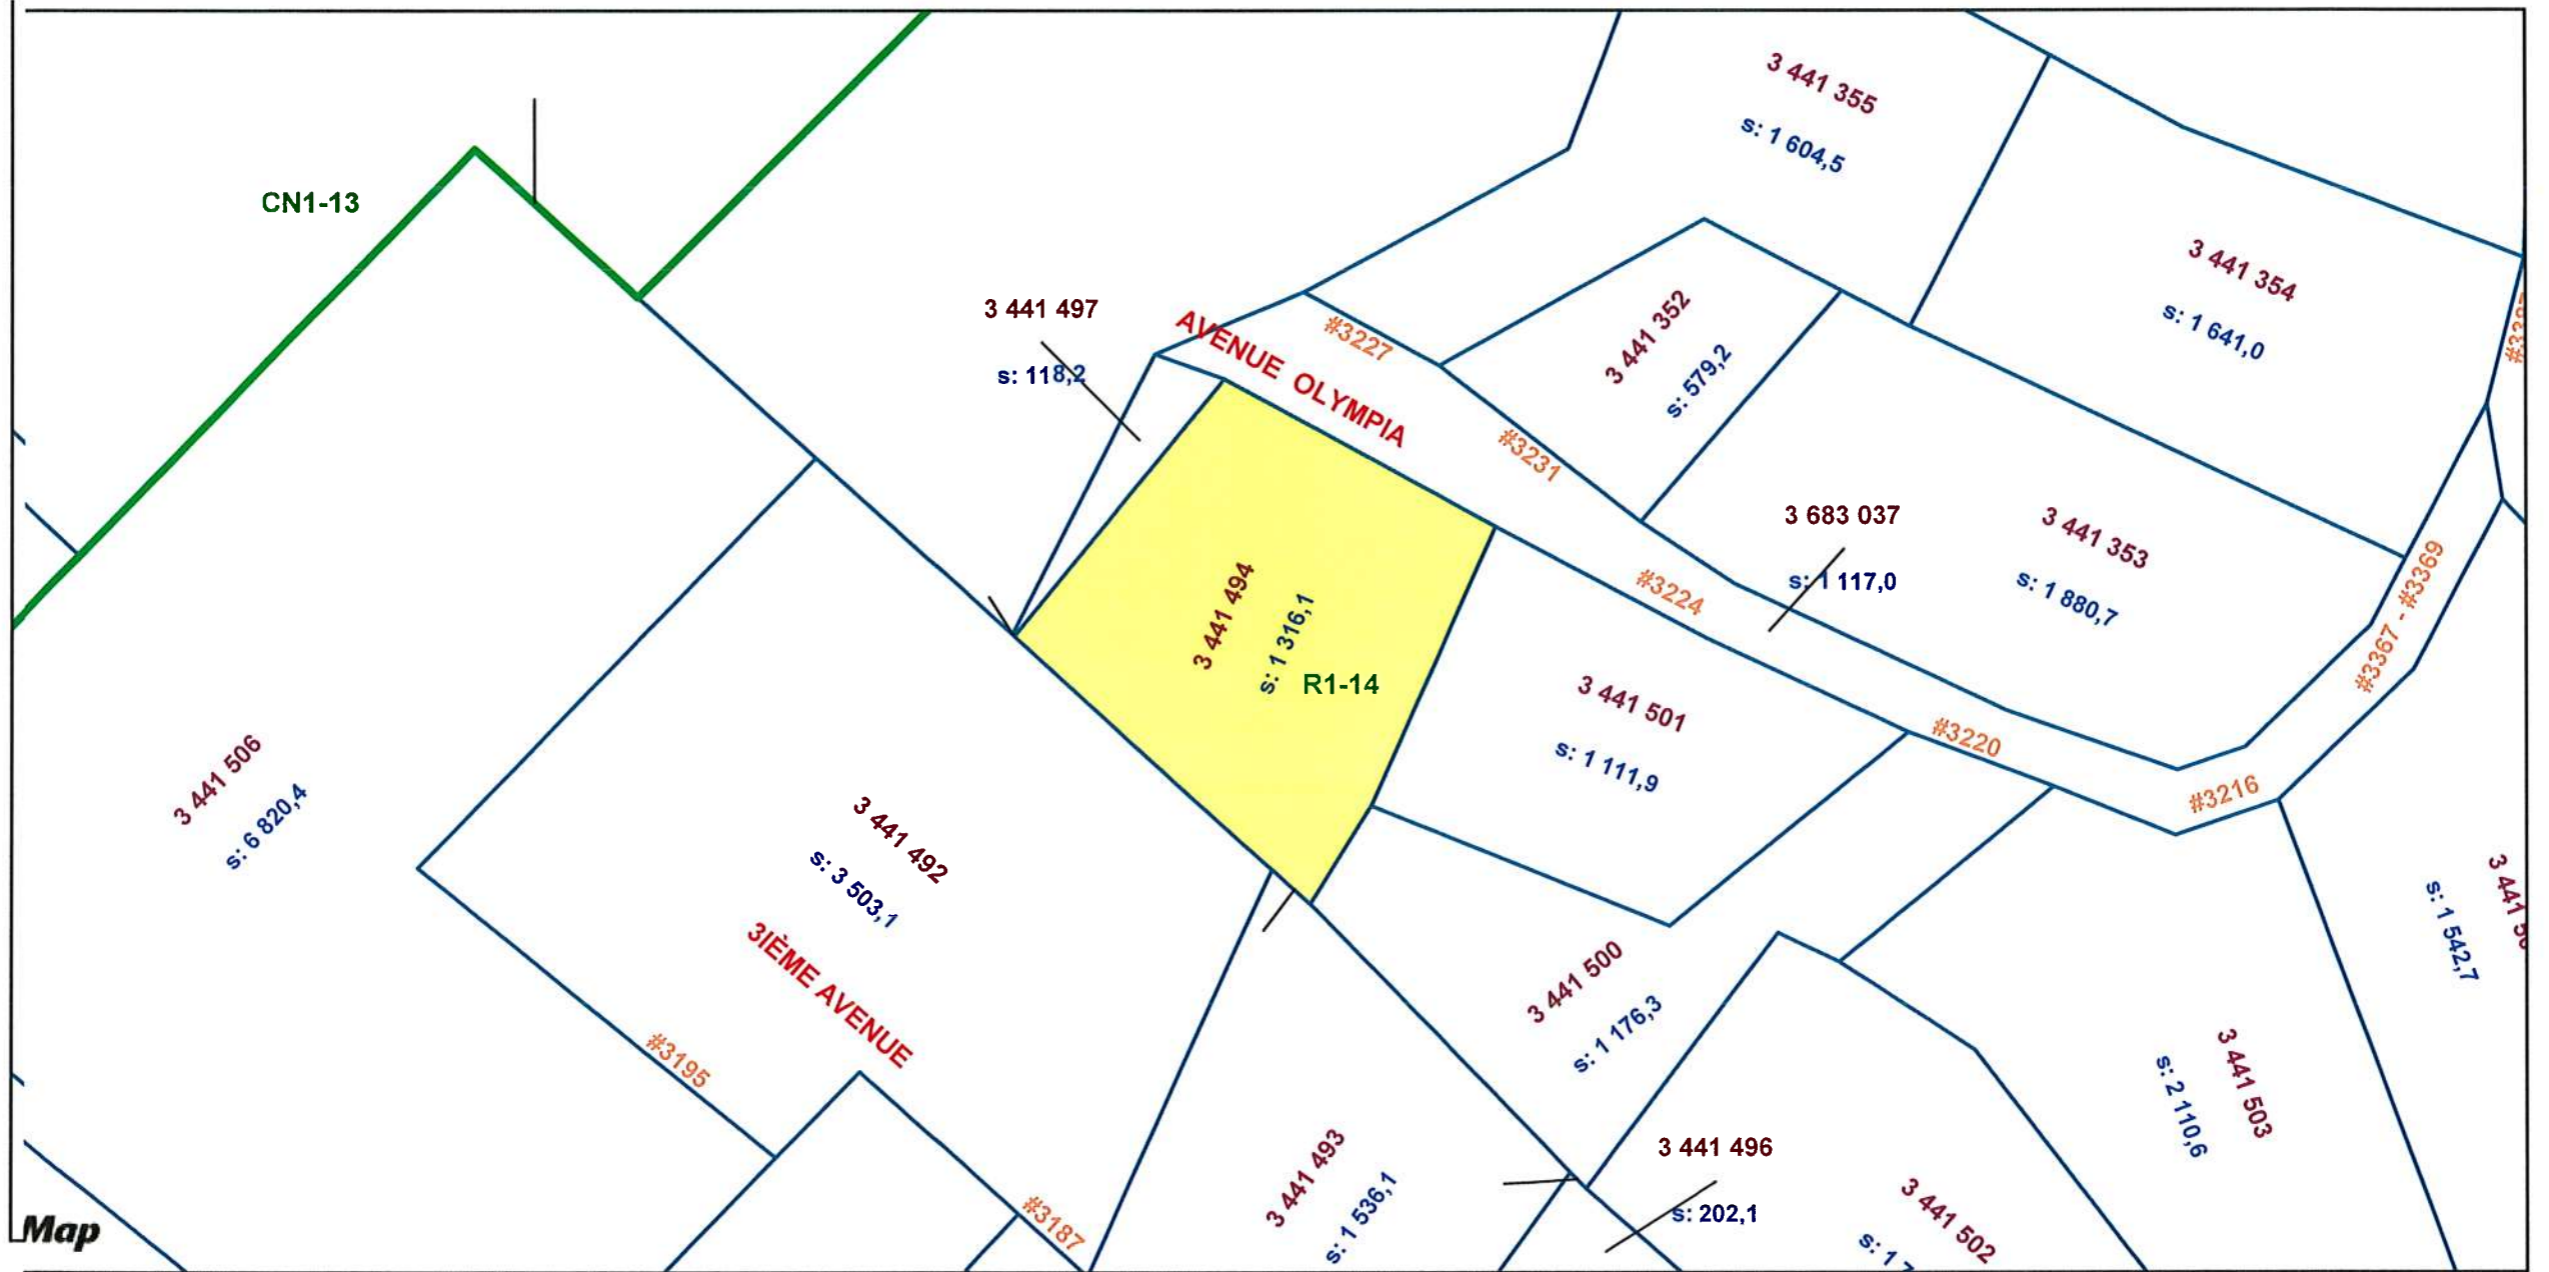 3 441 355
s: 1 604,5
CN1-13
3 441 354
s: 1 641,0
3 441 497
s: 118,2
AVENUE OLYMPIA
#3227
3 441 352
s: 579,2
#3231
3 683 037
s: 1 117,0
3 441 353
s: 1 880,7
#3367 - #3369
3 441 494
s: 1 316,1
R1-14
#3224
3 441 501
s: 1 111,9
#3220
#3216
3 441 506
s: 6 820,4
3 441 492
s: 3 503,1
3IÈME AVENUE
#3195
#3187
3 441 500
s: 1 176,3
3 441 493
s: 1 536,1
3 441 496
s: 202,1
3 441 502
3 441 503
s: 2 110,6
s: 1 542,7
Map